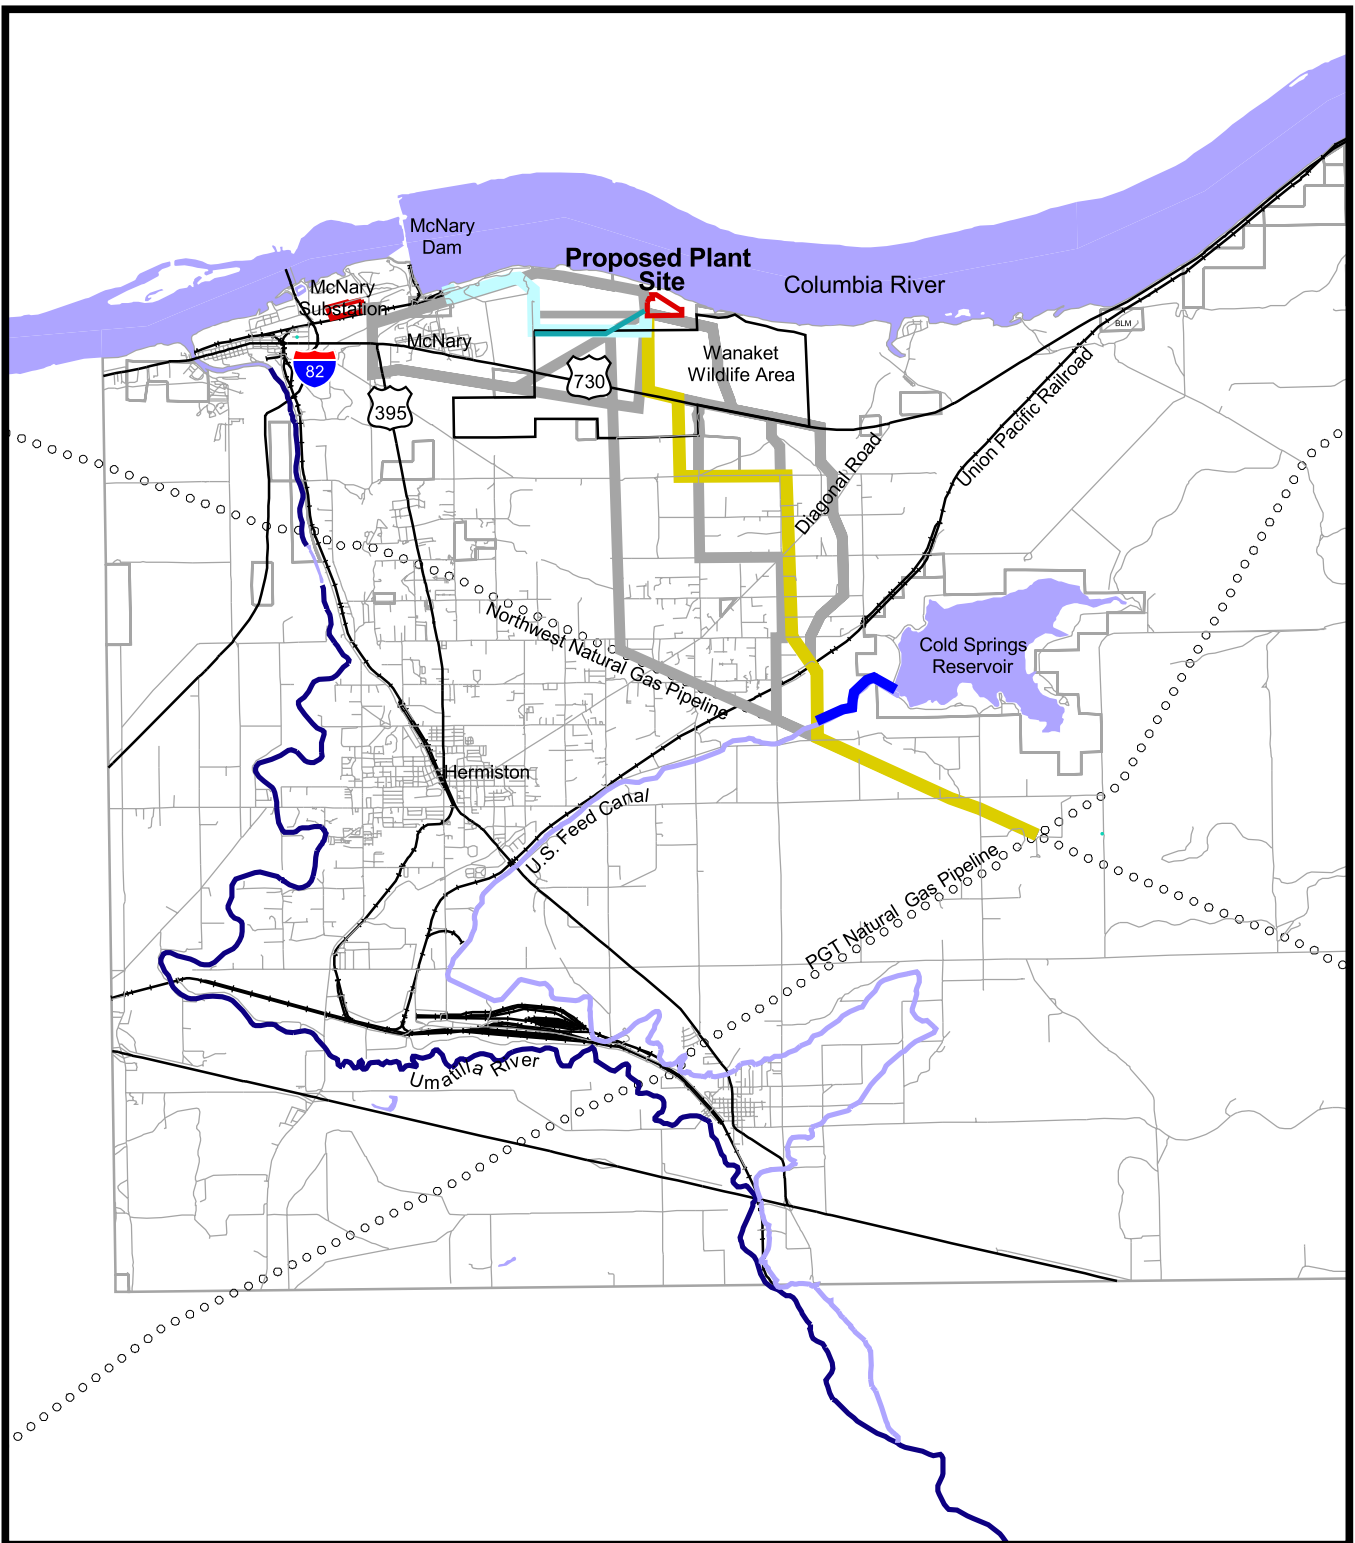 McNary
Dam
Proposed Plant
Site
Columbia River
McNary
Substation
BLM
McNary
Wanaket
Wildlife Area
82
730
395
Union Pacific Railroad
Diagonal Road
Northwest Natural Gas Pipeline
Cold Springs
Reservoir
Hermiston
U.S. Feed Canal
PGT Natural Gas Pipeline
Umatilla River